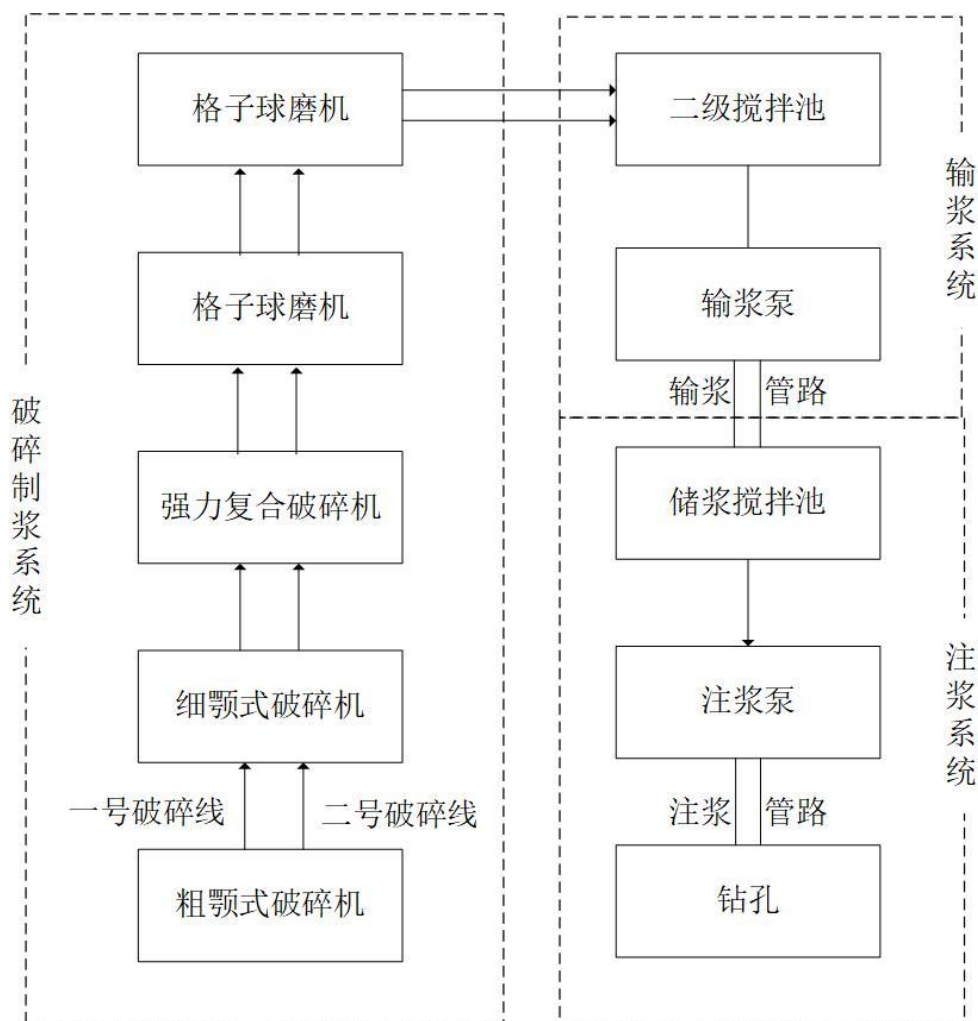 破碎制浆系统
格子球磨机
格子球磨机
强力复合破碎机
细颚式破碎机
一号破碎线
二号破碎线
粗颚式破碎机
二级搅拌池
输浆泵
输浆
管路
输浆系统
储浆搅拌池
注浆泵
注浆
管路
钻孔
注浆系统